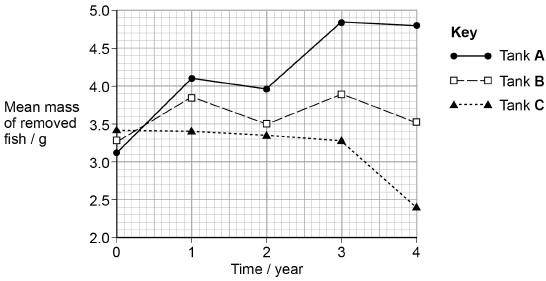 5.0
4.5
4.0
3.5
3.0
2.5
2.0
Mean mass
of removed
fish / g
0 1 2 3 4
Time / year
Key
Tank A
Tank B
Tank C